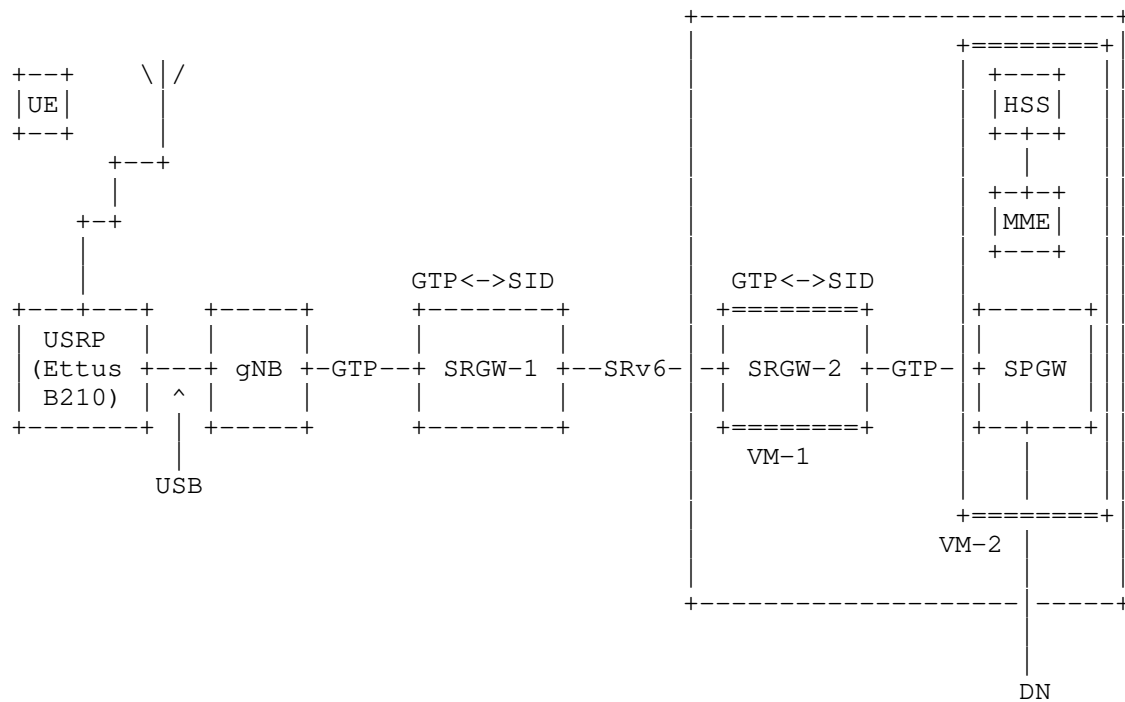 UE
HSS
MME
GTP<->SID GTP<->SID
USRP
(Ettus gNB GTP SRGW-1 SRv6 SRGW-2 GTP SPGW
B210) ^
VM-1
USB
VM-2
DN